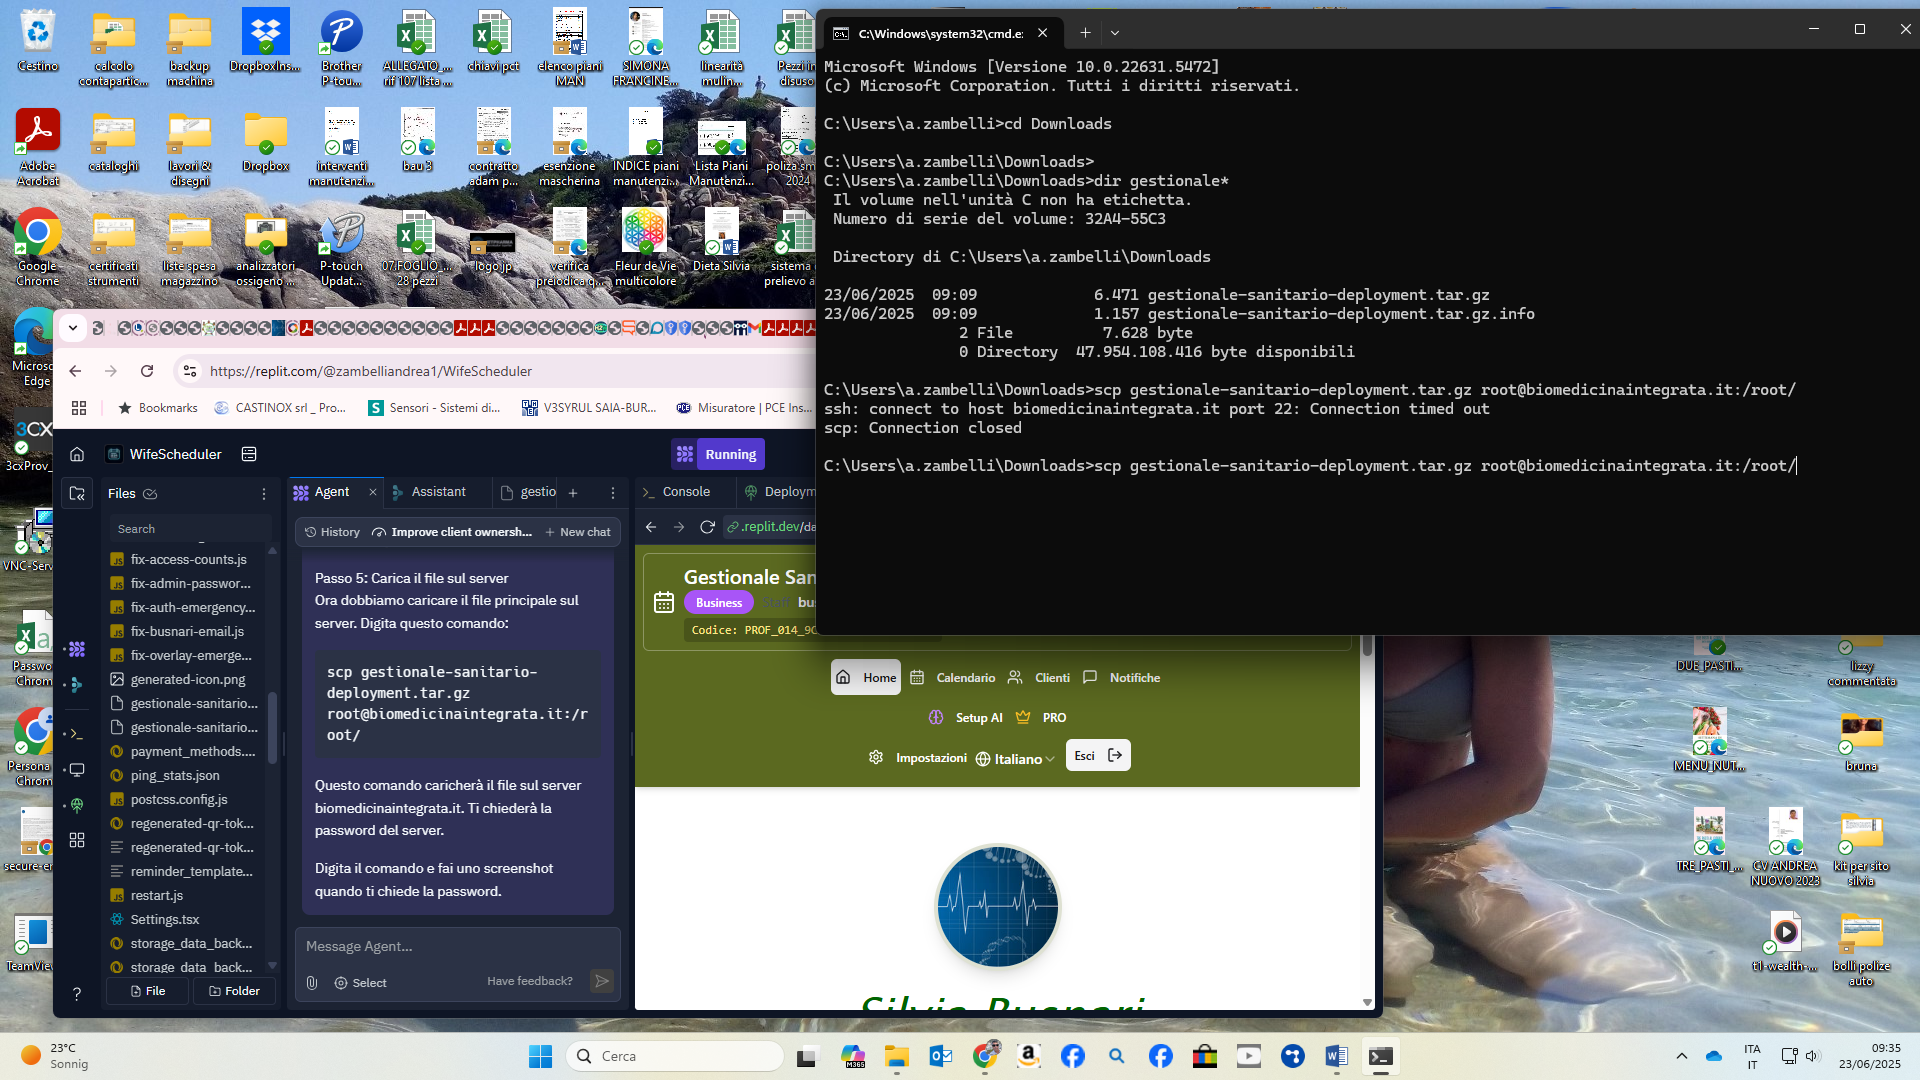 Cestino
calcolo
contapartic...
backup
machina
DropboxIns...
Brother
P-tou...
ALLEGATO_...
rif 107 lista ...
chiavi pct
elenco piani
MAN
SIMONA
FRANCINE...
linearità
mulin...
Pezzi in
disuso
Adobe
Acrobat
cataloghi
lavori &
disegni
Dropbox
interventi
manutenzi...
bau 3
contratto
adam p...
esenzione
mascherina
INDICE piani
manutenzi...
Lista Piani
Manutenzi...
poliza sm
2024
Google
Chrome
certificati
strumenti
liste spesa
magazzino
analizzatori
ossigeno ...
P-touch
Updat...
07.FOGLIO_...
28 pezzi
logo.jp
verifica
preiodica q...
Fleur de Vie
multicolore
Dieta Silvia
sistema
prelievo a
Micros
Edge
3cxProv_
VNC-Serv
Passwo
Chrom
Persona
Chrom
secure-er
TeamView
C:\Windows\system32\cmd.e
Microsoft Windows [Versione 10.0.22631.5472]
(c) Microsoft Corporation. Tutti i diritti riservati.
C:\Users\a.zambelli>cd Downloads
C:\Users\a.zambelli\Downloads>
C:\Users\a.zambelli\Downloads>dir gestionale*
Il volume nell'unità C non ha etichetta.
Numero di serie del volume: 32A4-55C3
Directory di C:\Users\a.zambelli\Downloads
23/06/2025 09:09 6.471 gestionale-sanitario-deployment.tar.gz
23/06/2025 09:09 1.157 gestionale-sanitario-deployment.tar.gz.info
2 File 7.628 byte
0 Directory 47.954.108.416 byte disponibili
C:\Users\a.zambelli\Downloads>scp gestionale-sanitario-deployment.tar.gz root@biomedicinaintegrata.it:/root/
ssh: connect to host biomedicinaintegrata.it port 22: Connection timed out
scp: Connection closed
C:\Users\a.zambelli\Downloads>scp gestionale-sanitario-deployment.tar.gz root@biomedicinaintegrata.it:/root/
https://replit.com/@zambelliandrea1/WifeScheduler
Bookmarks
CASTINOX srl _ Pro...
Sensori - Sistemi di...
V3SYRUL SAIA-BUR...
Misuratore | PCE Ins...
WifeScheduler
Running
Files
Search
fix-access-counts.js
fix-admin-passwor...
fix-auth-emergency...
fix-busnari-email.js
fix-overlay-emerge...
generated-icon.png
gestionale-sanitario...
gestionale-sanitario...
payment_methods....
ping_stats.json
postcss.config.js
regenerated-qr-tok...
regenerated-qr-tok...
reminder_template...
restart.js
Settings.tsx
storage_data_back...
storage_data_back...
File
Folder
Agent
Assistant
gestio
History
Improve client ownersh...
New chat
Passo 5: Carica il file sul server
Ora dobbiamo caricare il file principale sul
server. Digita questo comando:
scp gestionale-sanitario-
deployment.tar.gz
root@biomedicinaintegrata.it:/r
oot/
Questo comando caricherà il file sul server
biomedicinaintegrata.it. Ti chiederà la
password del server.
Digita il comando e fai uno screenshot
quando ti chiede la password.
Message Agent...
Select
Have feedback?
Console
Deploym
.replit.dev/da
Gestionale San
Business
Staff
bus
Codice: PROF_014_9C
Home
Calendario
Clienti
Notifiche
Setup AI
PRO
Impostazioni
Italiano
Esci
Silvia Busnari
DUE_PASTI_...
lizzy
commentata
MENU_NUT...
bruna
TRE_PASTI_...
CV ANDREA
NUOVO 2023
kit per sito
silvia
t1-wealth-...
bolli polize
auto
23°C
Sonnig
Cerca
M365
ITA
IT
09:35
23/06/2025